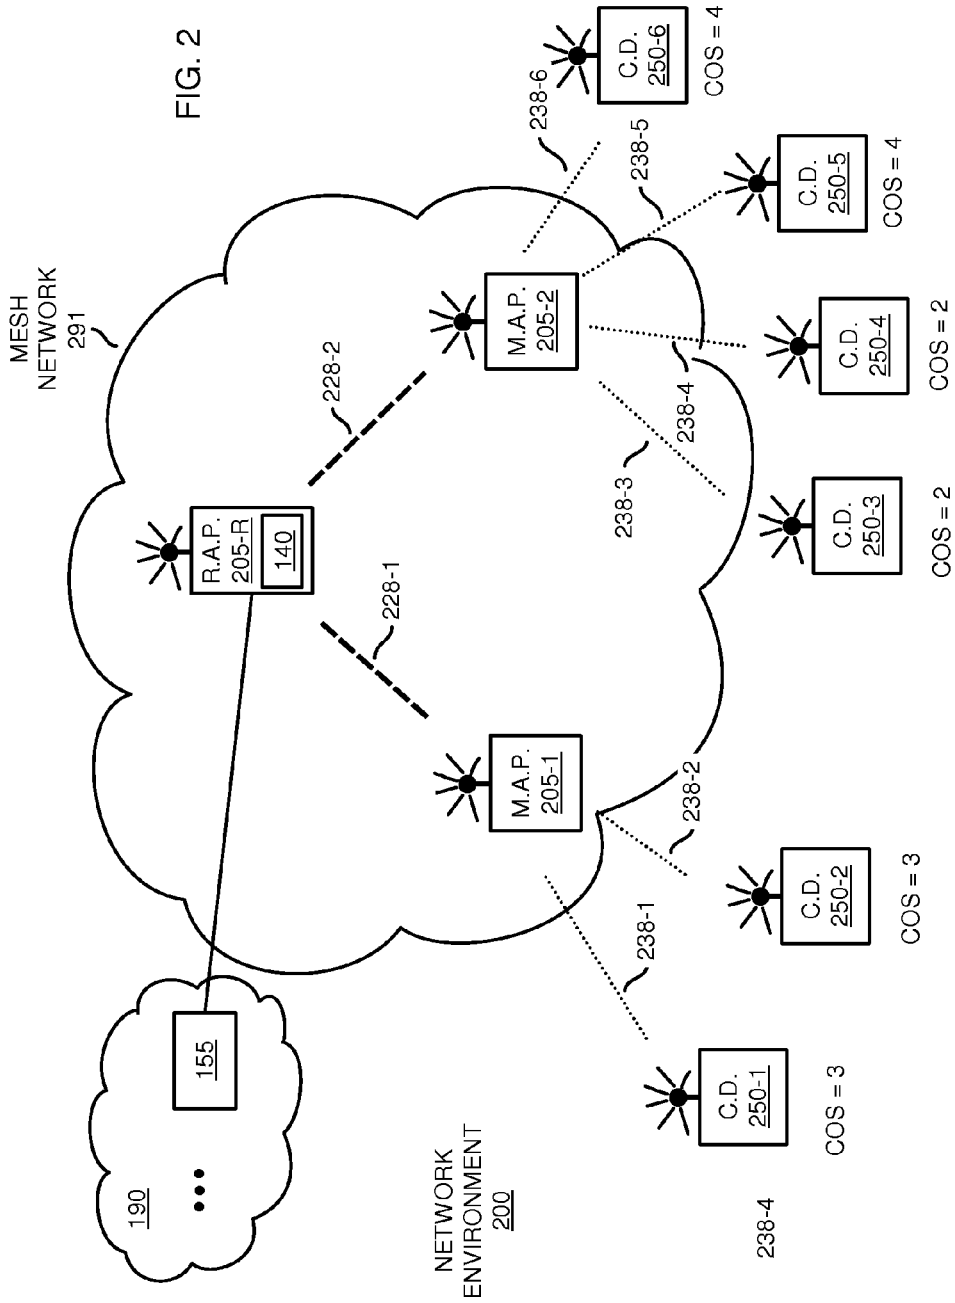 FIG. 2
MESH
NETWORK
291
190
155
R.A.P.
205-R
140
228-1
228-2
M.A.P.
205-1
M.A.P.
205-2
238-1
238-2
238-3
238-4
238-5
238-6
C.D.
250-1
COS = 3
C.D.
250-2
COS = 3
C.D.
250-3
COS = 2
C.D.
250-4
COS = 2
C.D.
250-5
COS = 4
C.D.
250-6
COS = 4
NETWORK
ENVIRONMENT
200
238-4